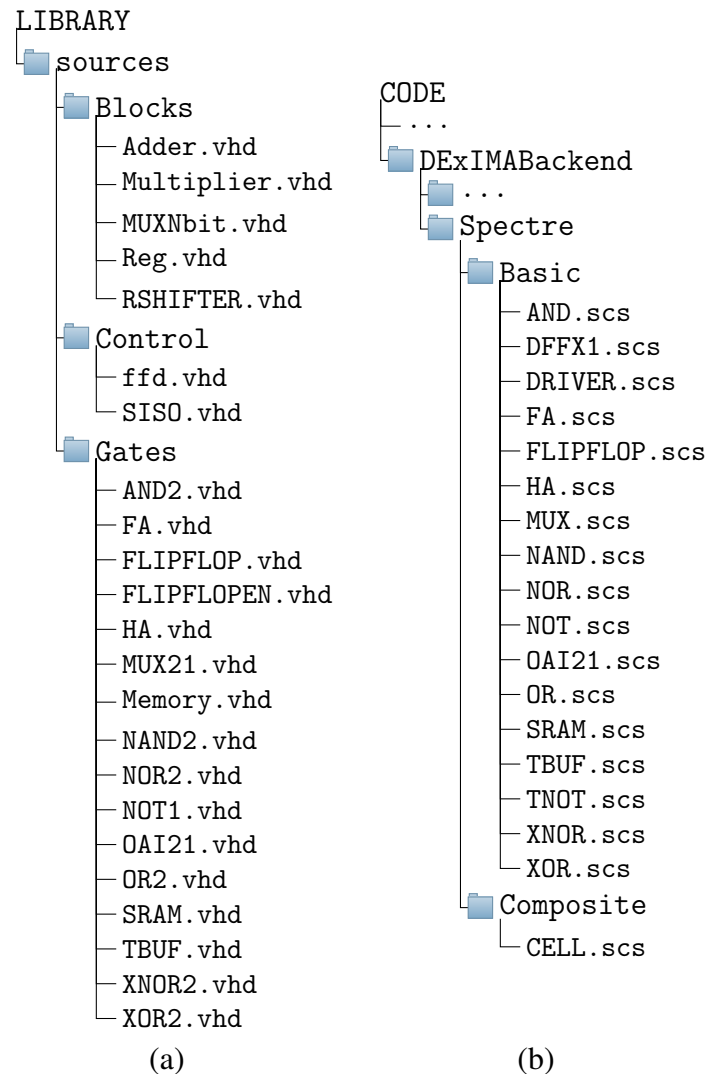 LIBRARY
sources
Blocks
Adder.vhd
Multiplier.vhd
MUXNbit.vhd
Reg.vhd
RSHIFTER.vhd
Control
ffd.vhd
SISO.vhd
Gates
AND2.vhd
FA.vhd
FLIPFLOP.vhd
FLIPFLOPEN.vhd
HA.vhd
MUX21.vhd
Memory.vhd
NAND2.vhd
NOR2.vhd
NOT1.vhd
OAI21.vhd
OR2.vhd
SRAM.vhd
TBUF.vhd
XNOR2.vhd
XOR2.vhd
(a)
CODE
...
DExIMABackend
...
Spectre
Basic
AND.scs
DFFX1.scs
DRIVER.scs
FA.scs
FLIPFLOP.scs
HA.scs
MUX.scs
NAND.scs
NOR.scs
NOT.scs
OAI21.scs
OR.scs
SRAM.scs
TBUF.scs
TNOT.scs
XNOR.scs
XOR.scs
Composite
CELL.scs
(b)